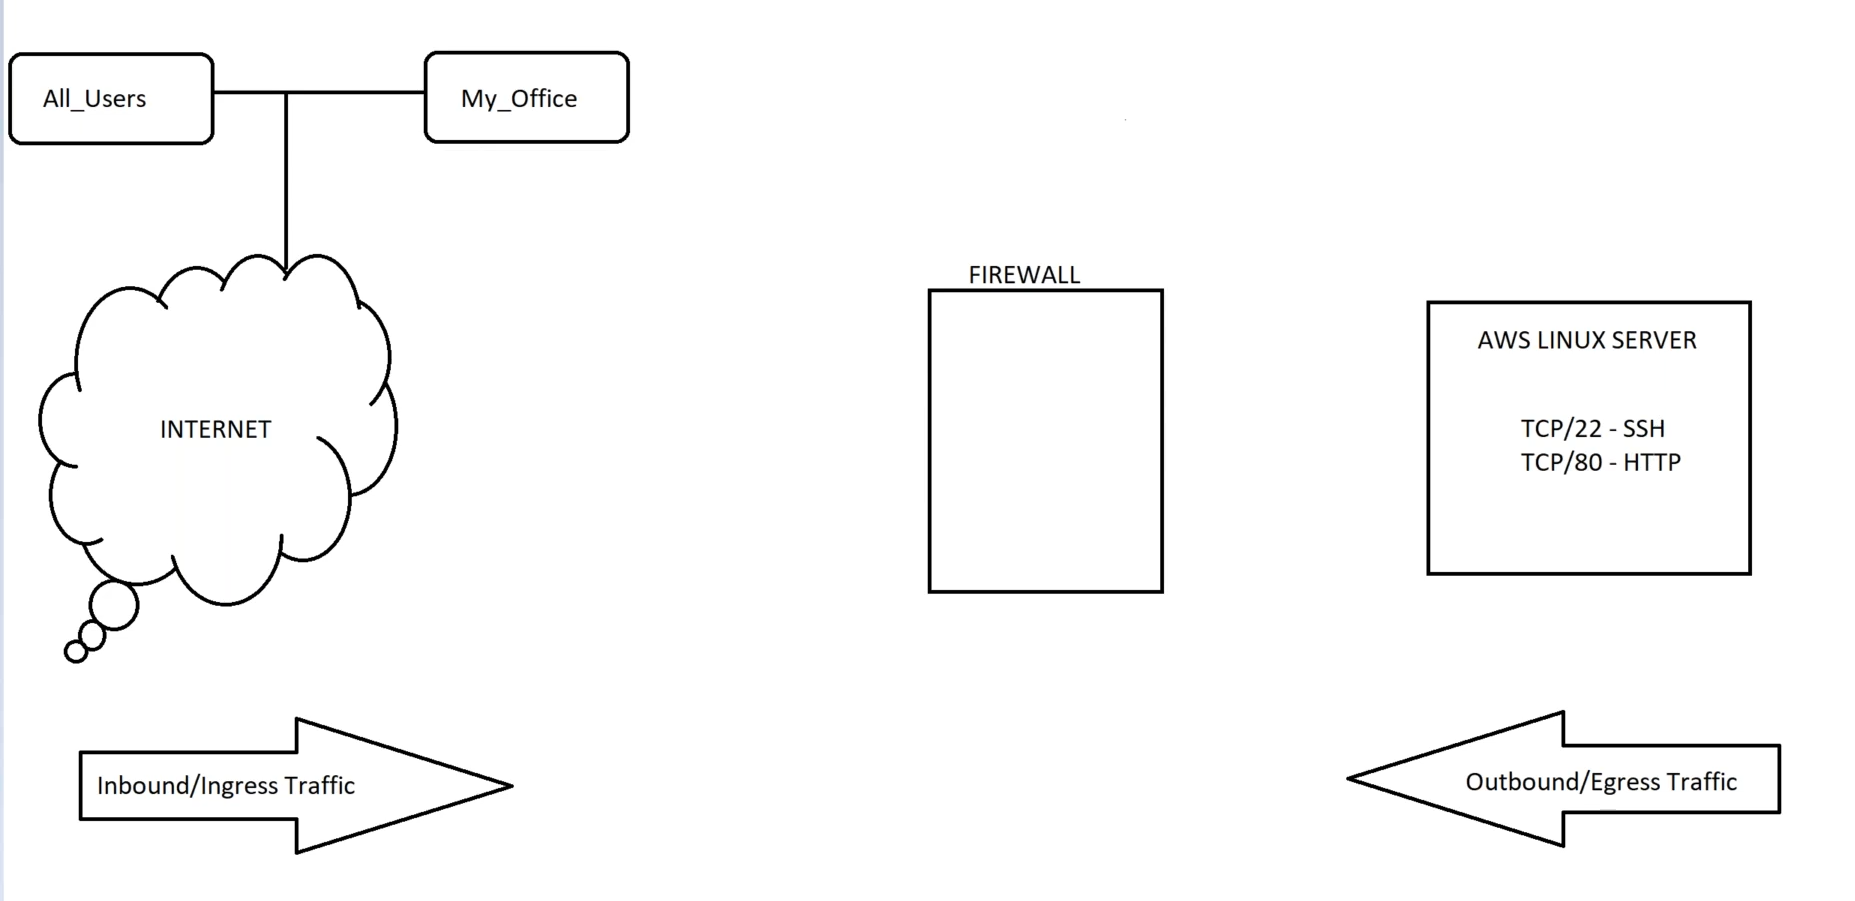 All_Users
My_Office
FIREWALL
AWS LINUX SERVER
INTERNET
TCP/22 - SSH
TCP/80 - HTTP
Inbound/Ingress Traffic
Outbound/Egress Traffic